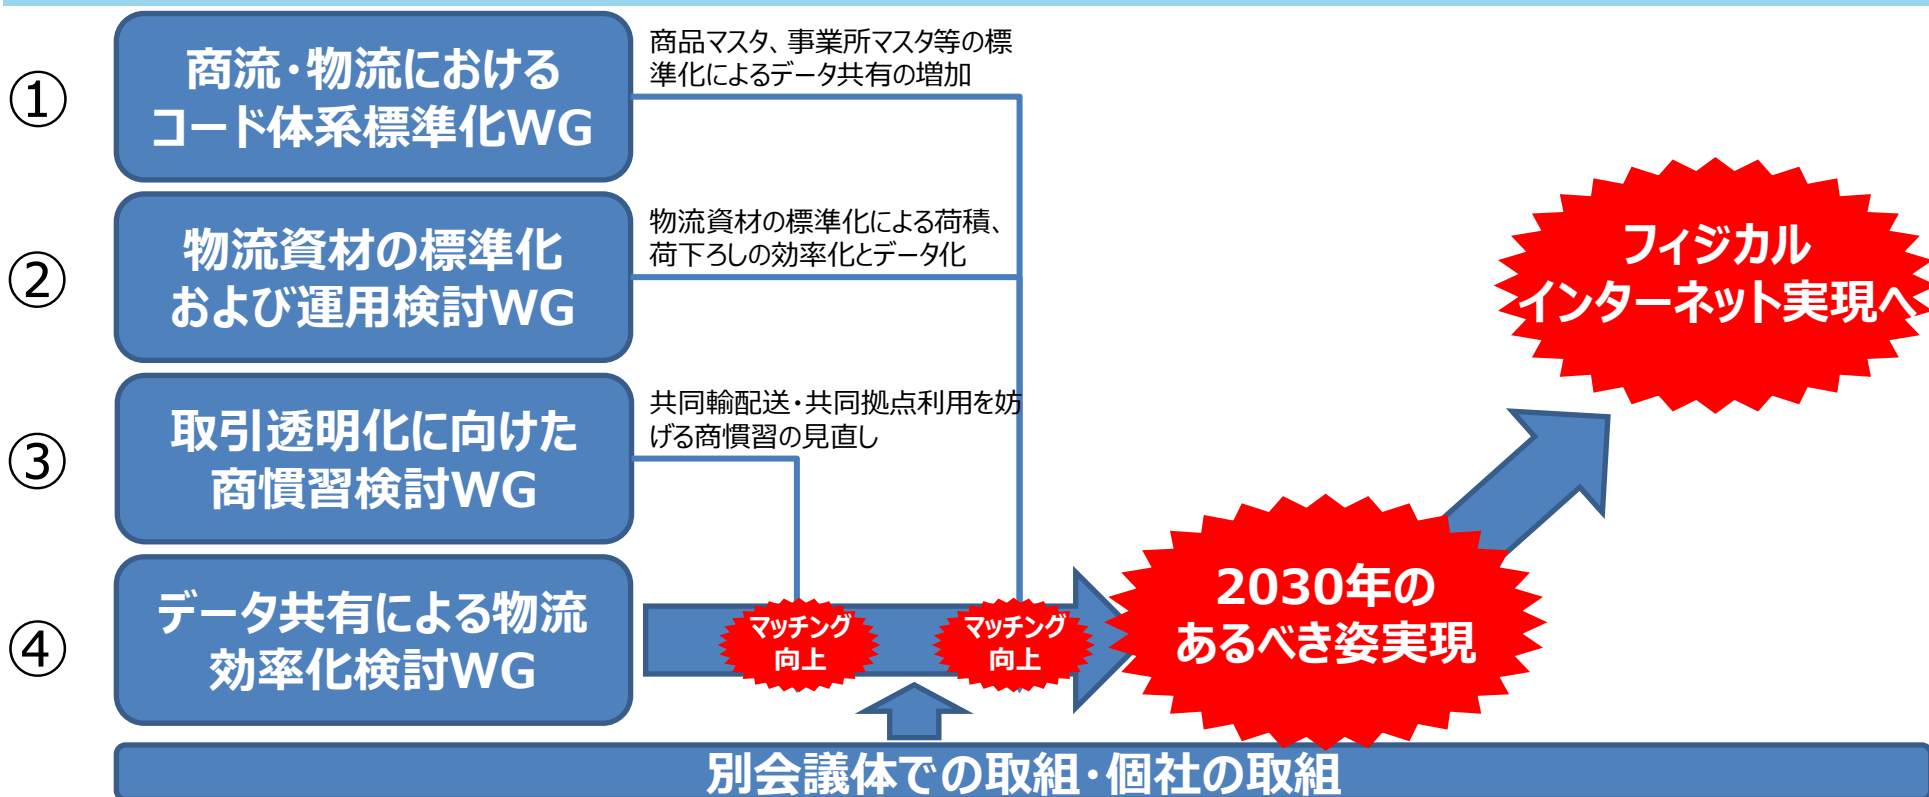 ①
商流・物流における
コード体系標準化WG
商品マスタ、事業所マスタ等の標
準化によるデータ共有の増加
②
物流資材の標準化
および運用検討WG
物流資材の標準化による荷積、
荷下ろしの効率化とデータ化
③
取引透明化に向けた
商慣習検討WG
共同輸配送・共同拠点利用を妨
げる商慣習の見直し
④
データ共有による物流
効率化検討WG
マッチング
向上
マッチング
向上
2030年の
あるべき姿実現
フィジカル
インターネット実現へ
別会議体での取組・個社の取組